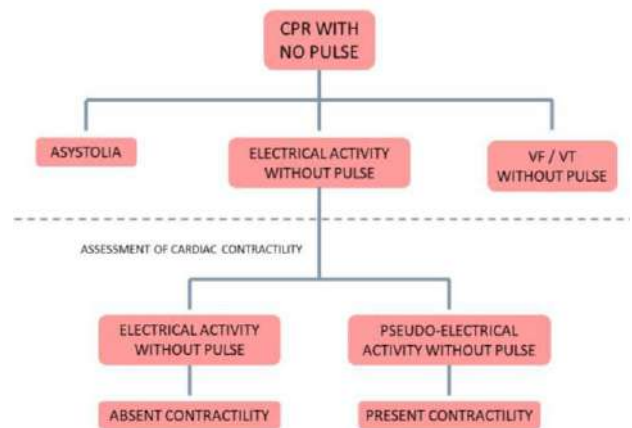 CPR WITH
NO PULSE
ASYSTOLIA
ELECTRICAL ACTIVITY
WITHOUT PULSE
VF / VT
WITHOUT PULSE
ASSESSMENT OF CARDIAC CONTRACTILITY
ELECTRICAL ACTIVITY
WITHOUT PULSE
PSEUDO-ELECTRICAL
ACTIVITY WITHOUT PULSE
ABSENT CONTRACTILITY
PRESENT CONTRACTILITY